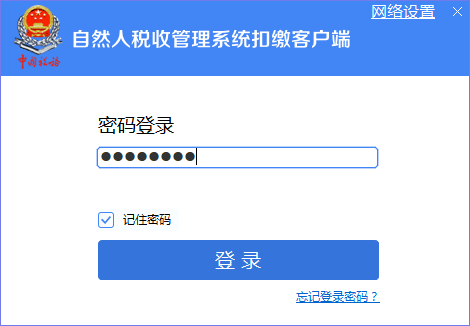 网络设置
自然人税收管理系统扣缴客户端
中国税务
密码登录
●●●●●●●●
记住密码
登 录
忘记登录密码？